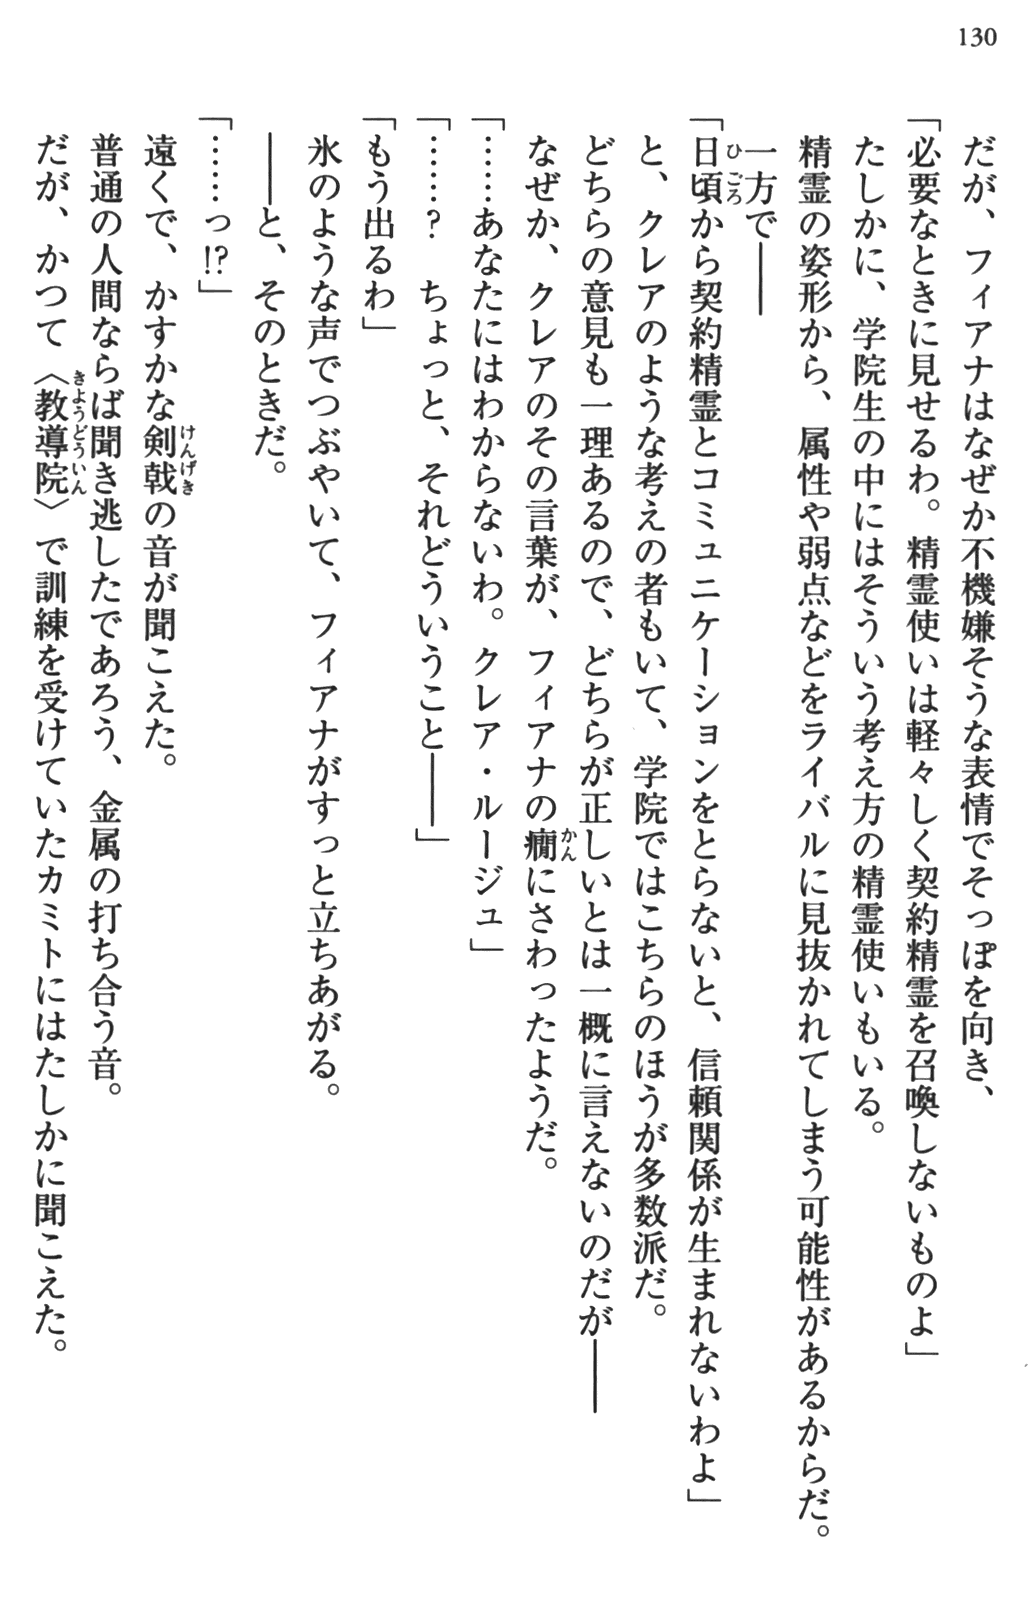 130
だが、フィアナはなぜか不機嫌そうな表情でそっぽを向き、
「必要なときに見せるわ。精霊使いは軽々しく契約精霊を召喚しないものよ」
たしかに、学院生の中にはそういう考え方の精霊使いもいる。
精霊の姿形から、属性や弱点などをライバルに見抜かれてしまう可能性があるからだ。
一方で――
「日頃から契約精霊とコミュニケーションをとらないと、信頼関係が生まれないわよ」
と、クレアのような考えの者もいて、学院ではこちらのほうが多数派だ。
どちらの意見も一理あるので、どちらが正しいとは一概に言えないのだが――
なぜか、クレアのその言葉が、フィアナの癇にさわったようだ。
「……あなたにはわからないわ。クレア・ルージュ」
「……?　ちょっと、それどういうこと――」
「もう出るわ」
氷のような声でつぶやいて、フィアナがすっと立ちあがる。
――と、そのときだ。
「……っ!?」
遠くで、かすかな剣戟の音が聞こえた。
普通の人間ならば聞き逃したであろう、金属の打ち合う音。
だが、かつて〈教導院〉で訓練を受けていたカミトにはたしかに聞こえた。